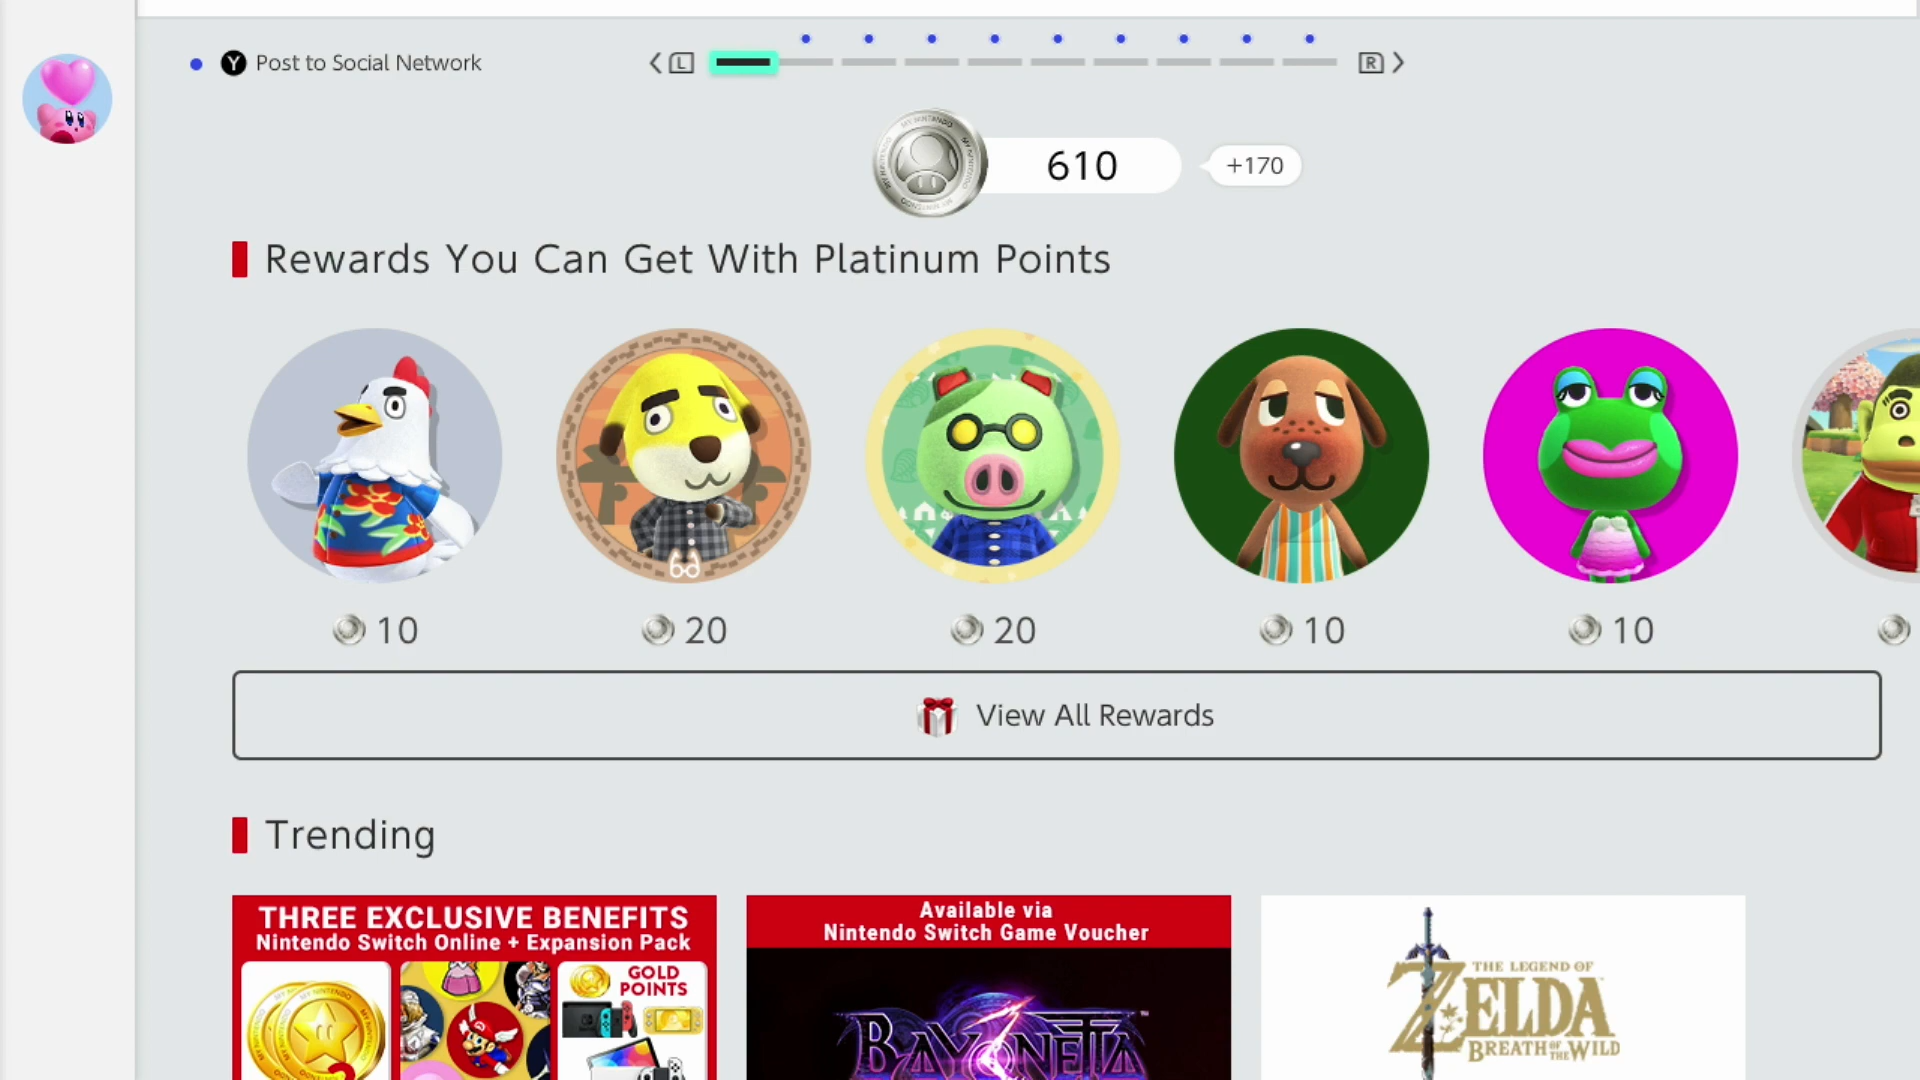 Y Post to Social Network
L
R
MY NINTENDO
610
+170
Rewards You Can Get With Platinum Points
10
20
20
10
10
View All Rewards
Trending
THREE EXCLUSIVE BENEFITS
Nintendo Switch Online + Expansion Pack
GOLD
POINTS
Available via
Nintendo Switch Game Voucher
BAYONETTA
THE LEGEND OF
ZELDA
BREATH OF THE WILD